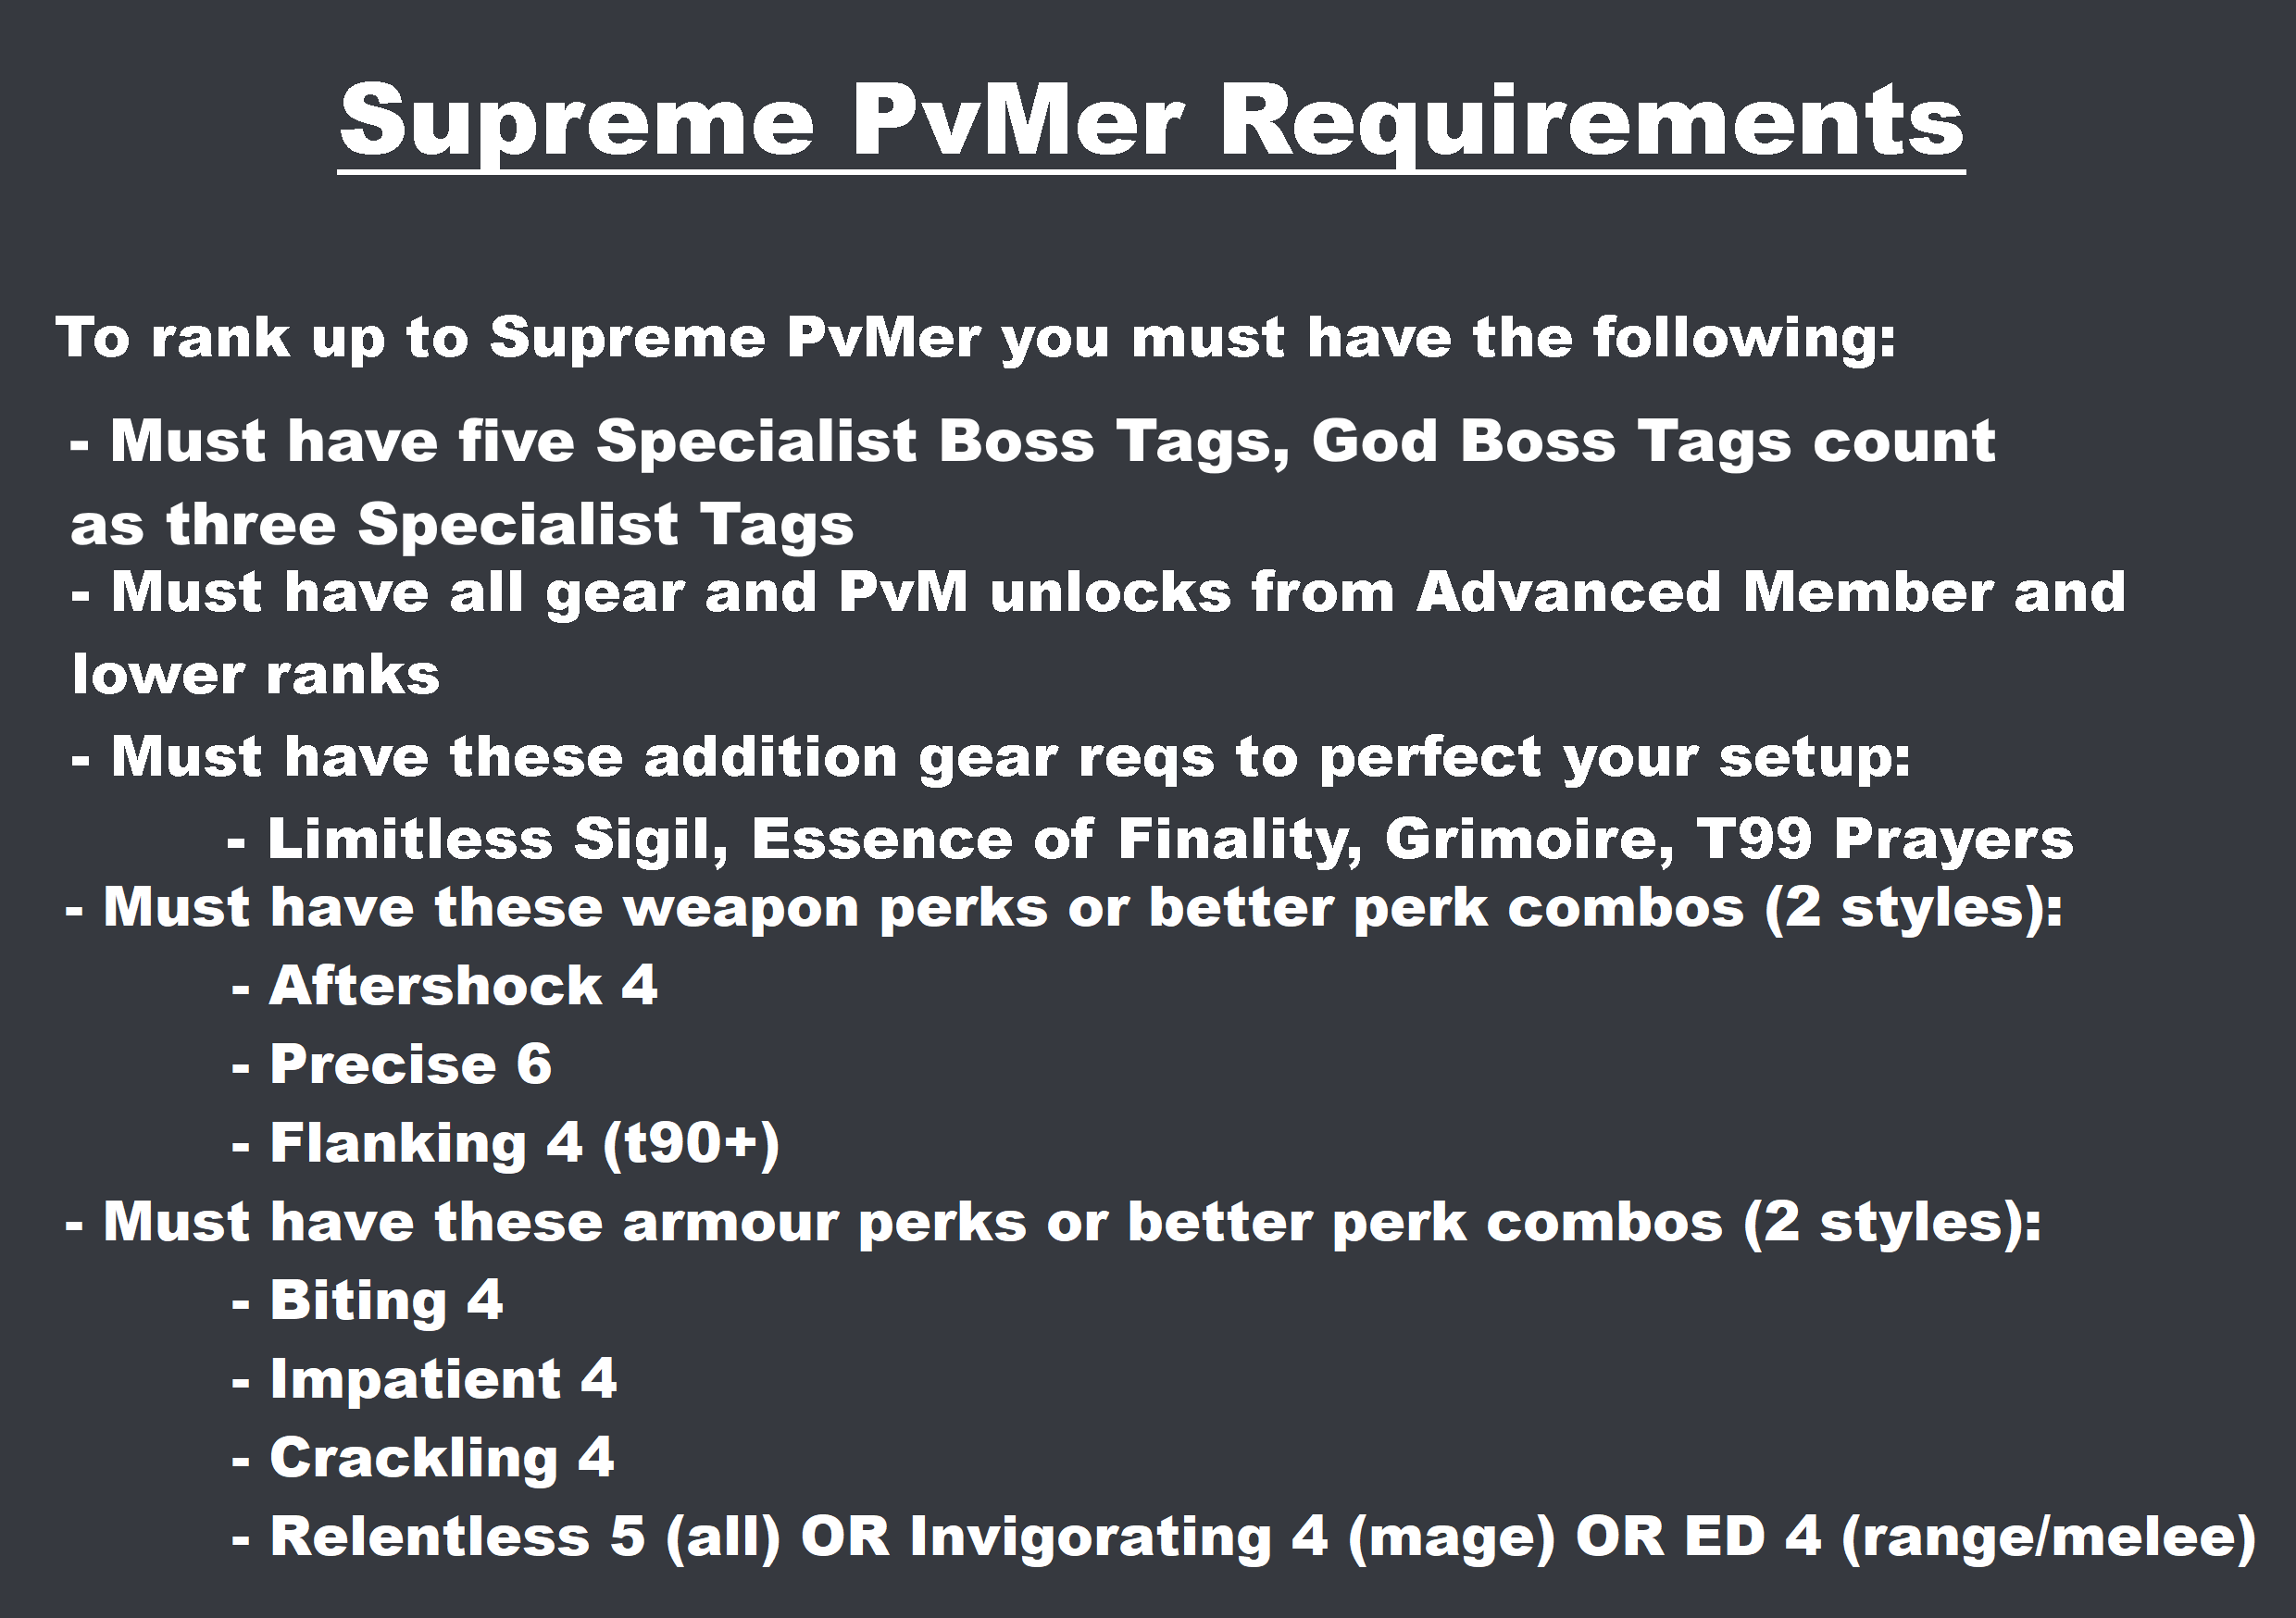 Supreme PvMer Requirements
To rank up to Supreme PvMer you must have the following:
- Must have five Specialist Boss Tags, God Boss Tags count
as three Specialist Tags
- Must have all gear and PvM unlocks from Advanced Member and
lower ranks
- Must have these addition gear reqs to perfect your setup:
- Limitless Sigil, Essence of Finality, Grimoire, T99 Prayers
- Must have these weapon perks or better perk combos (2 styles):
- Aftershock 4
- Precise 6
- Flanking 4 (t90+)
- Must have these armour perks or better perk combos (2 styles):
- Biting 4
- Impatient 4
- Crackling 4
- Relentless 5 (all) OR Invigorating 4 (mage) OR ED 4 (range/melee)